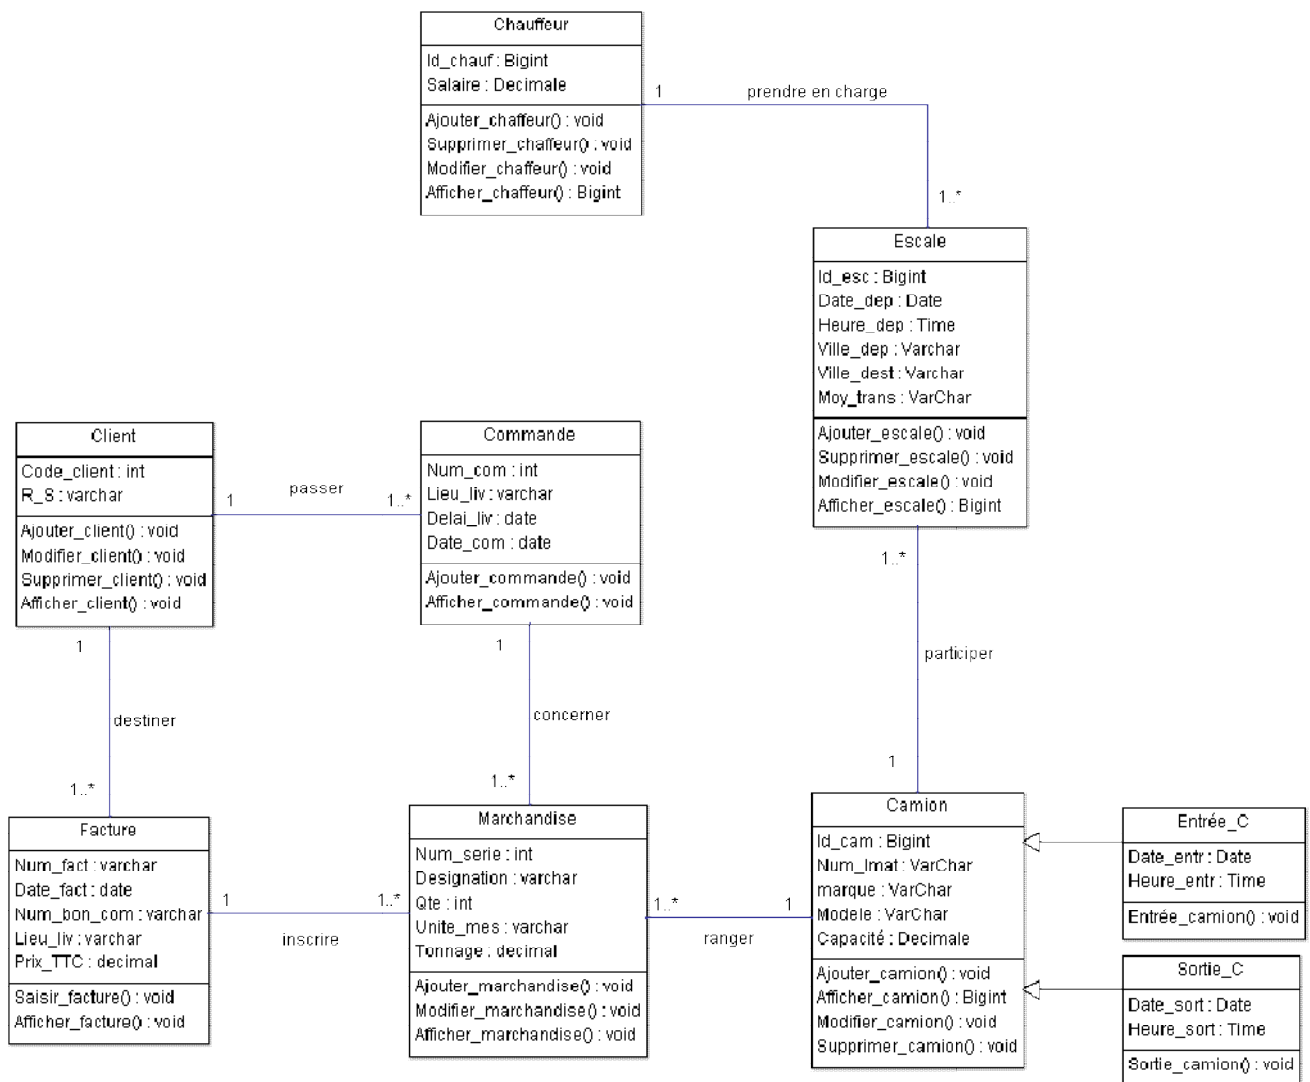 Chauffeur
Id_chauf : Bigint
Salaire : Decimale
Ajouter_chaffeur() : void
Supprimer_chaffeur() : void
Modifier_chaffeur() : void
Afficher_chaffeur() : Bigint
1
prendre en charge
1..*
Escale
Id_esc : Bigint
Date_dep : Date
Heure_dep : Time
Ville_dep : Varchar
Ville_dest : Varchar
Moy_trans : VarChar
Ajouter_escale() : void
Supprimer_escale() : void
Modifier_escale() : void
Afficher_escale() : Bigint
Client
Code_client : int
R_S : varchar
Ajouter_client() : void
Modifier_client() : void
Supprimer_client() : void
Afficher_client() : void
1
passer
1..*
Commande
Num_com : int
Lieu_liv : varchar
Delai_liv : date
Date_com : date
Ajouter_commande() : void
Afficher_commande() : void
1..*
participer
1
1
destiner
1..*
1
concerner
1..*
Facture
Num_fact : varchar
Date_fact : date
Num_bon_com : varchar
Lieu_liv : varchar
Prix_TTC : decimal
Saisir_facture() : void
Afficher_facture() : void
1
inscrire
1..*
Marchandise
Num_serie : int
Designation : varchar
Qte : int
Unite_mes : varchar
Tonnage : decimal
Ajouter_marchandise() : void
Modifier_marchandise() : void
Afficher_marchandise() : void
1..*
ranger
1
Camion
Id_cam : Bigint
Num_Imat : VarChar
marque : VarChar
Modele : VarChar
Capacité : Decimale
Ajouter_camion() : void
Afficher_camion() : Bigint
Modifier_camion() : void
Supprimer_camion() : void
Entrée_C
Date_entr : Date
Heure_entr : Time
Entrée_camion() : void
Sortie_C
Date_sort : Date
Heure_sort : Time
Sortie_camion() : void